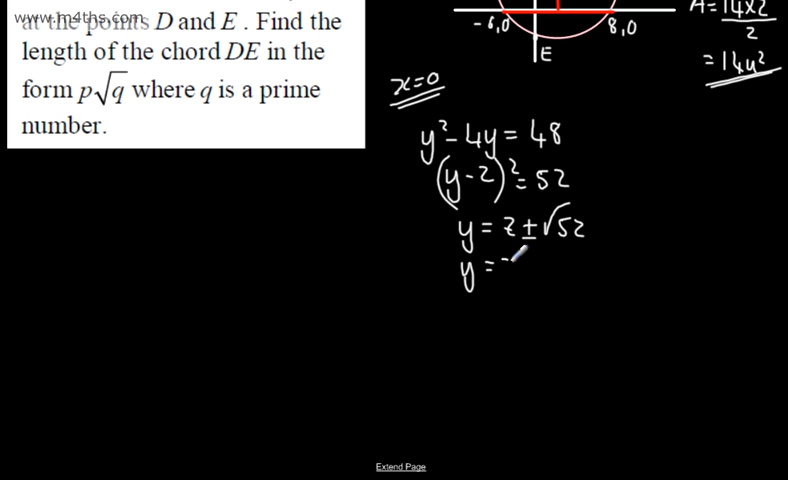 www.m4ths.com
at the points D and E . Find the
length of the chord DE in the
form p√q where q is a prime
number.
-6,0
8,0
E
A = 14x2
2
= 14u²
x=0
y² - 4y = 48
(y-2)² = 52
y = 2 ± √52
y = -
Extend Page